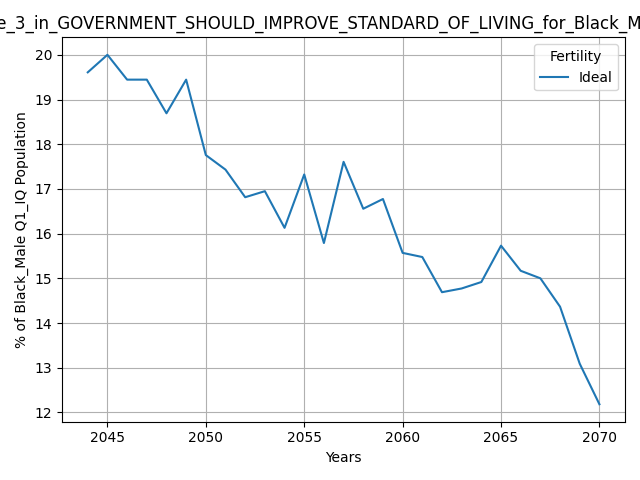 e_3_in_GOVERNMENT_SHOULD_IMPROVE_STANDARD_OF_LIVING_for_Black_M
Fertility
Ideal
% of Black_Male Q1_IQ Population
20
19
18
17
16
15
14
13
12
2045 2050 2055 2060 2065 2070
Years